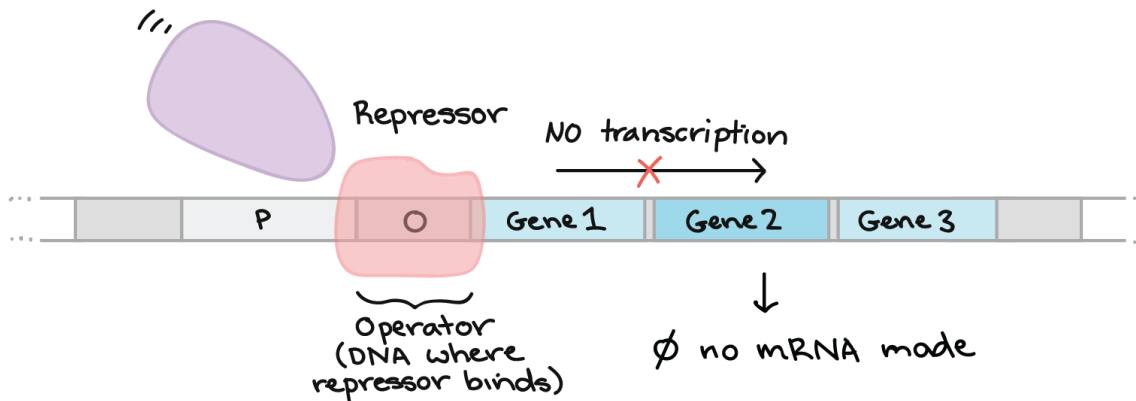 Repressor
NO transcription
P
O
Gene 1
Gene 2
Gene 3
Operator
(DNA where
repressor binds)
Ø no mRNA made